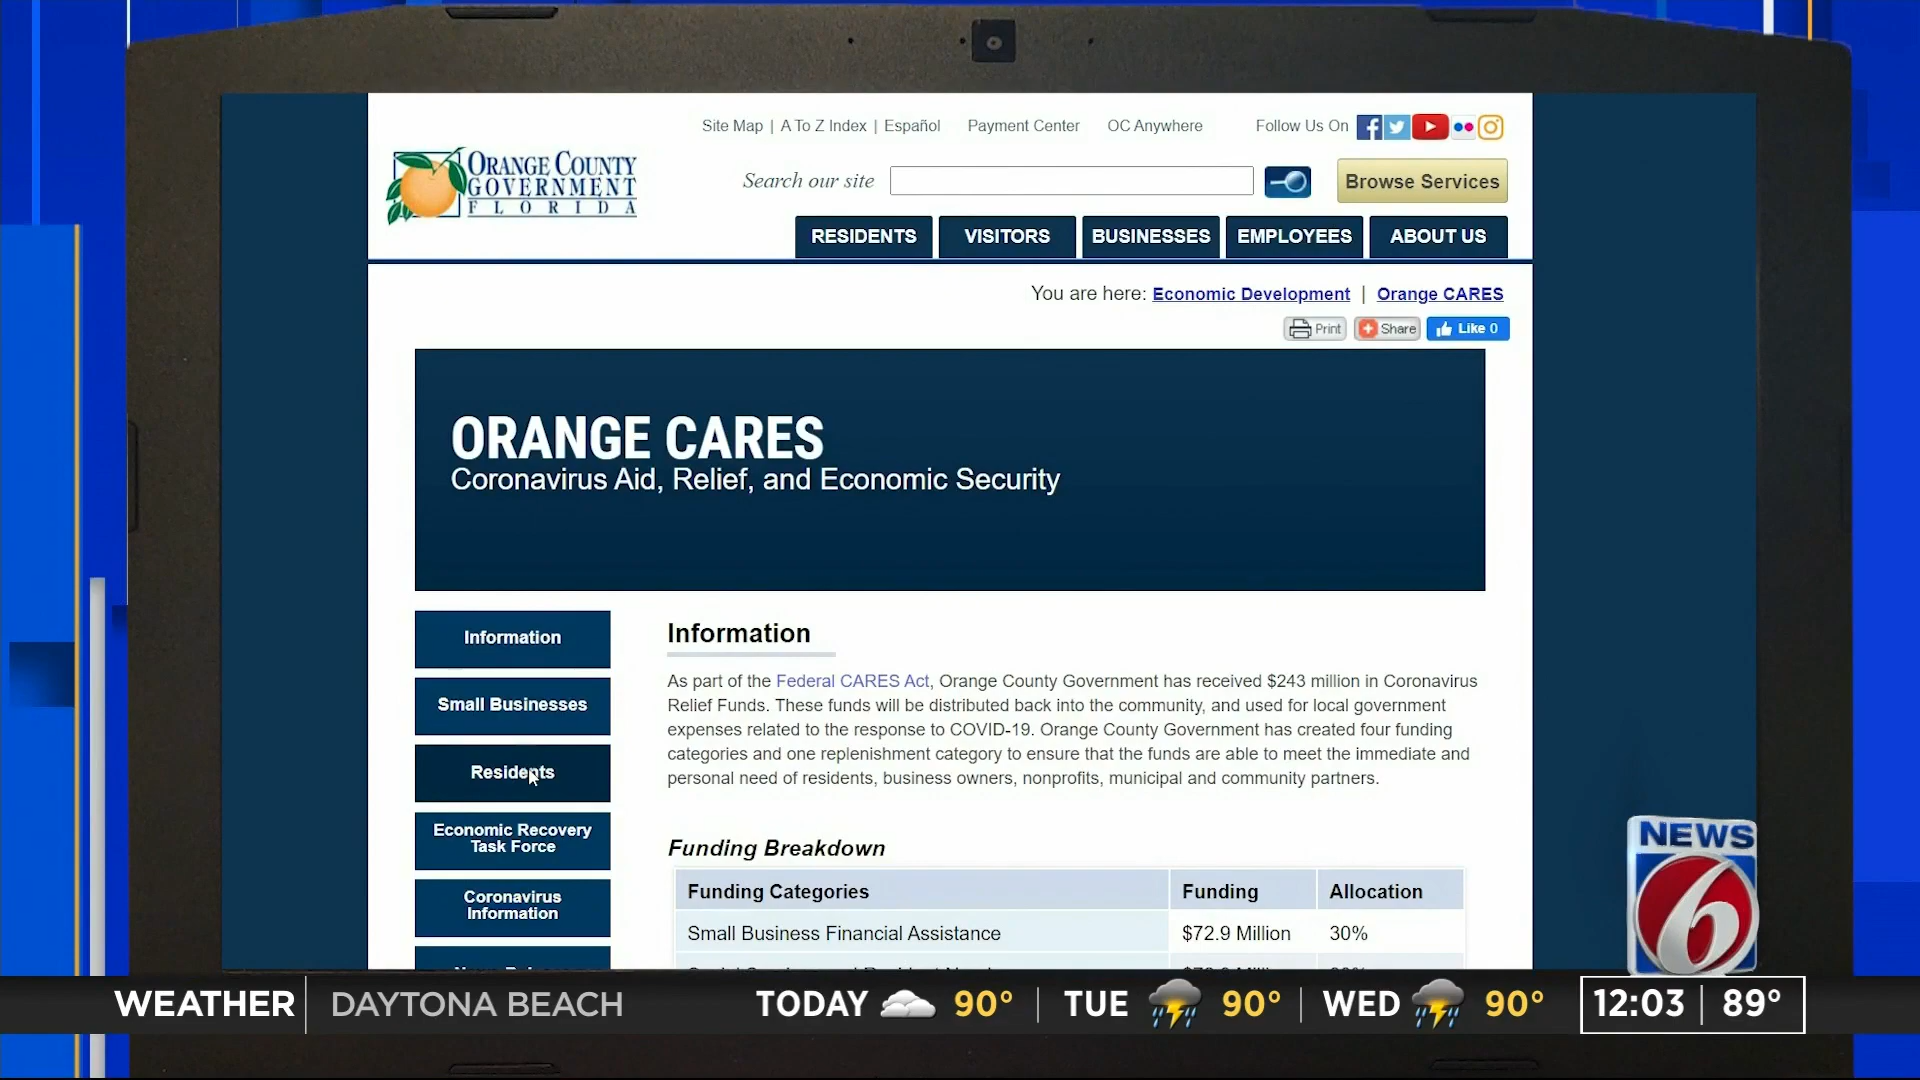 Site Map | A To Z Index | Español Payment Center OC Anywhere Follow Us On
ORANGE COUNTY
GOVERNMENT
FLORIDA
Search our site
Browse Services
RESIDENTS VISITORS BUSINESSES EMPLOYEES ABOUT US
You are here: Economic Development | Orange CARES
Print Share Like 0
ORANGE CARES
Coronavirus Aid, Relief, and Economic Security
Information
Small Businesses
Residents
Economic Recovery
Task Force
Coronavirus
Information
Information
As part of the Federal CARES Act, Orange County Government has received $243 million in Coronavirus
Relief Funds. These funds will be distributed back into the community, and used for local government
expenses related to the response to COVID-19. Orange County Government has created four funding
categories and one replenishment category to ensure that the funds are able to meet the immediate and
personal need of residents, business owners, nonprofits, municipal and community partners.
Funding Breakdown
Funding Categories Funding Allocation
Small Business Financial Assistance $72.9 Million 30%
NEWS
6
WEATHER DAYTONA BEACH TODAY 90° TUE 90° WED 90° 12:03 89°